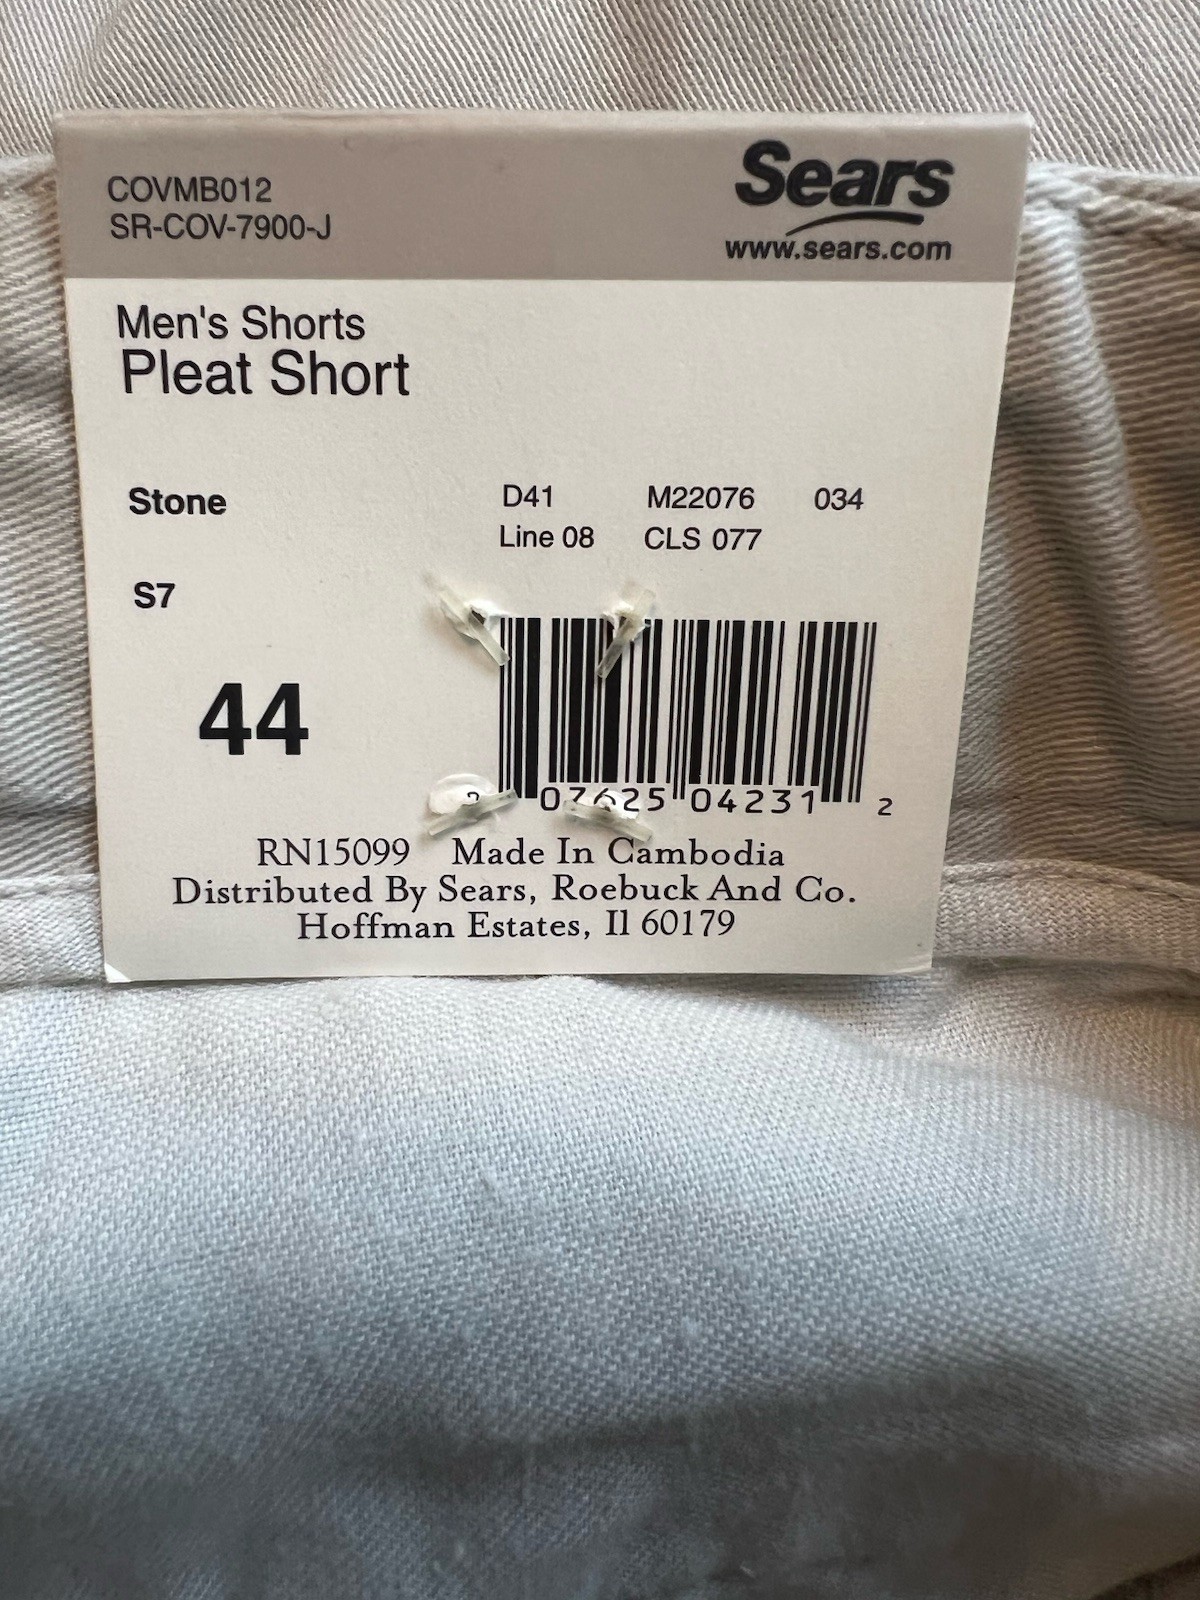 COVMB012
SR-COV-7900-J
Sears
www.sears.com
Men's Shorts
Pleat Short
Stone
D41 M22076 034
Line 08 CLS 077
S7
44
2 07625 04231 2
RN15099 Made In Cambodia
Distributed By Sears, Roebuck And Co.
Hoffman Estates, Il 60179